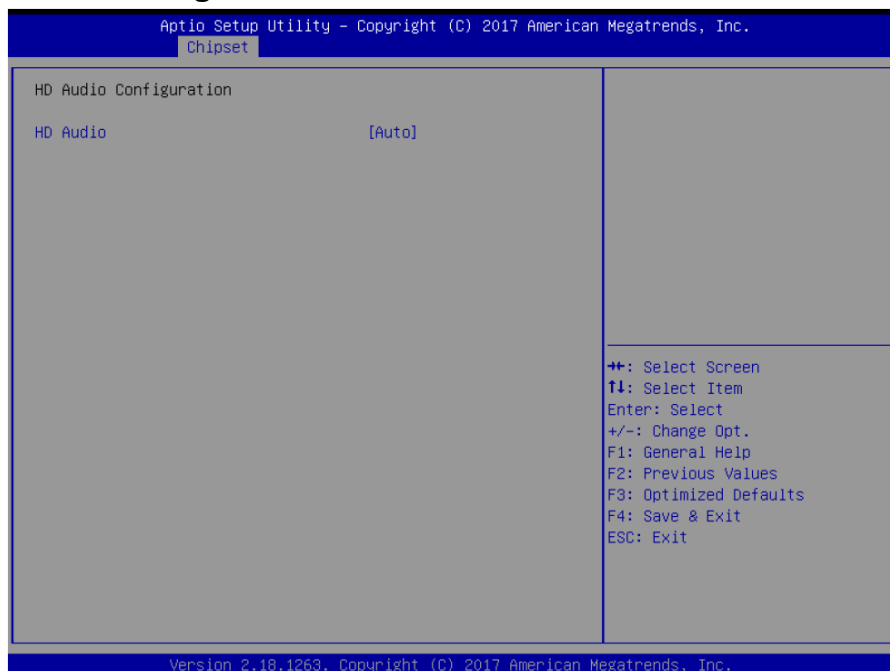 Aptio Setup Utility – Copyright (C) 2017 American Megatrends, Inc.
Chipset
HD Audio Configuration
HD Audio [Auto]
→←: Select Screen
↑↓: Select Item
Enter: Select
+/-: Change Opt.
F1: General Help
F2: Previous Values
F3: Optimized Defaults
F4: Save & Exit
ESC: Exit
Version 2.18.1263. Copyright (C) 2017 American Megatrends, Inc.